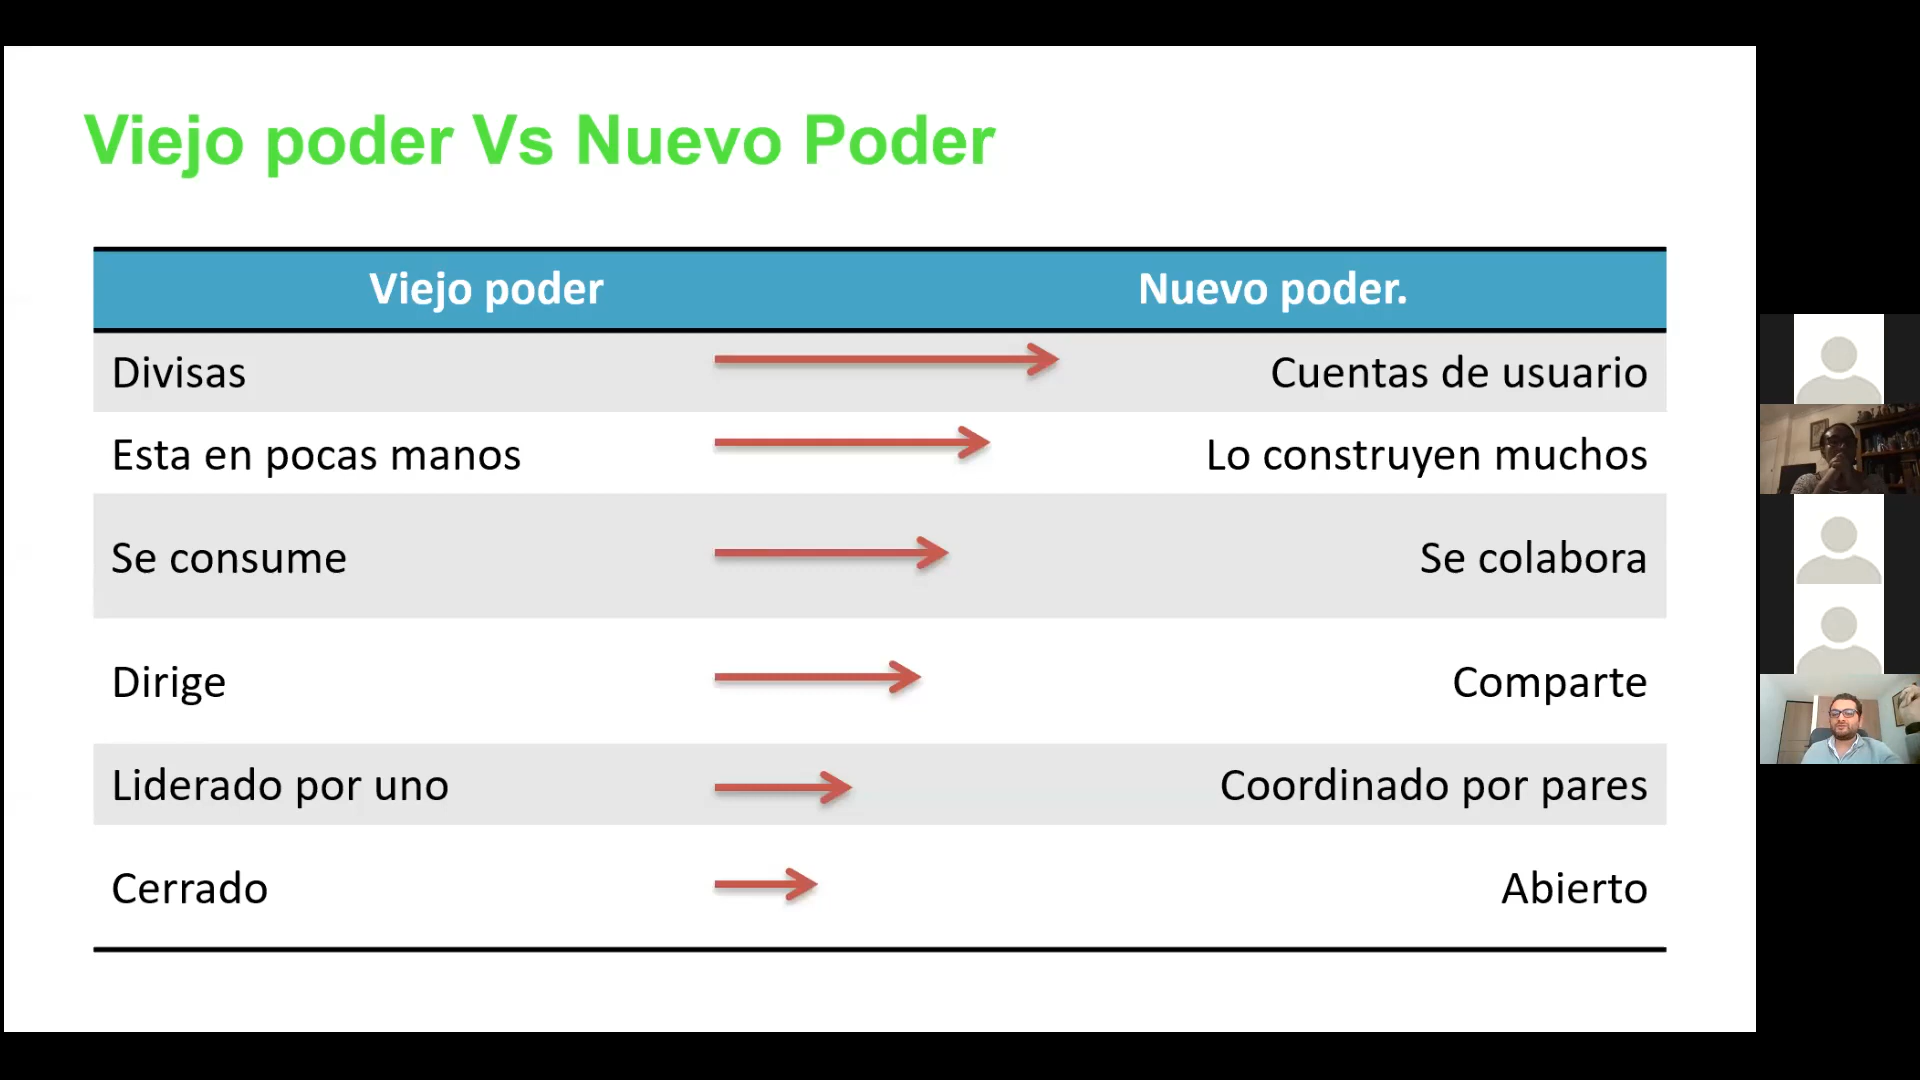 Viejo poder Vs Nuevo Poder
Viejo poder Nuevo poder.
Divisas Cuentas de usuario
Esta en pocas manos Lo construyen muchos
Se consume Se colabora
Dirige Comparte
Liderado por uno Coordinado por pares
Cerrado Abierto